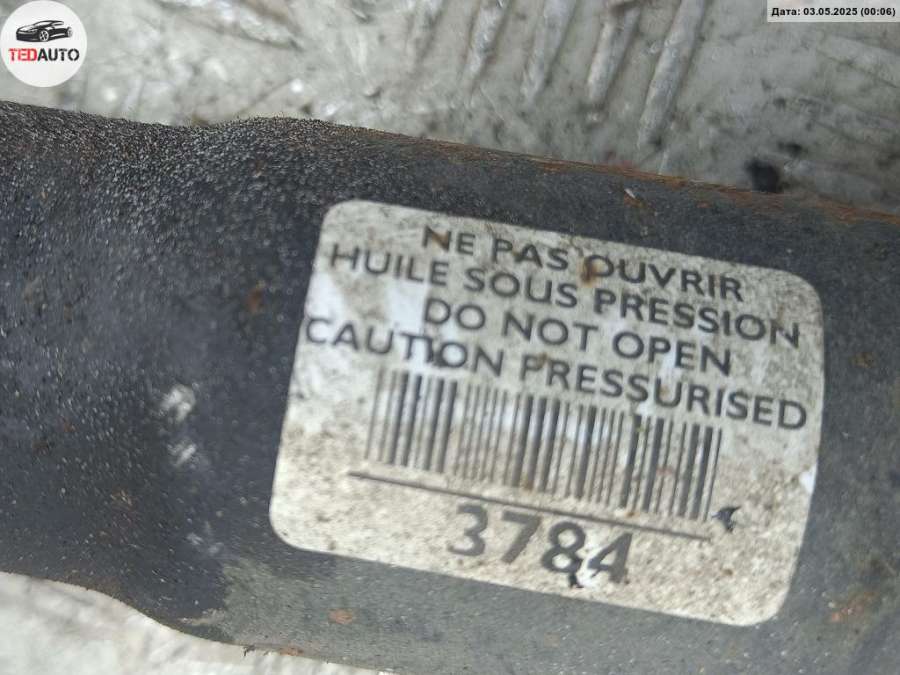 TEDAUTO
Дата: 03.05.2025 (00:06)
NE PAS OUVRIR
HUILE SOUS PRESSION
DO NOT OPEN
CAUTION PRESSURISED
3784